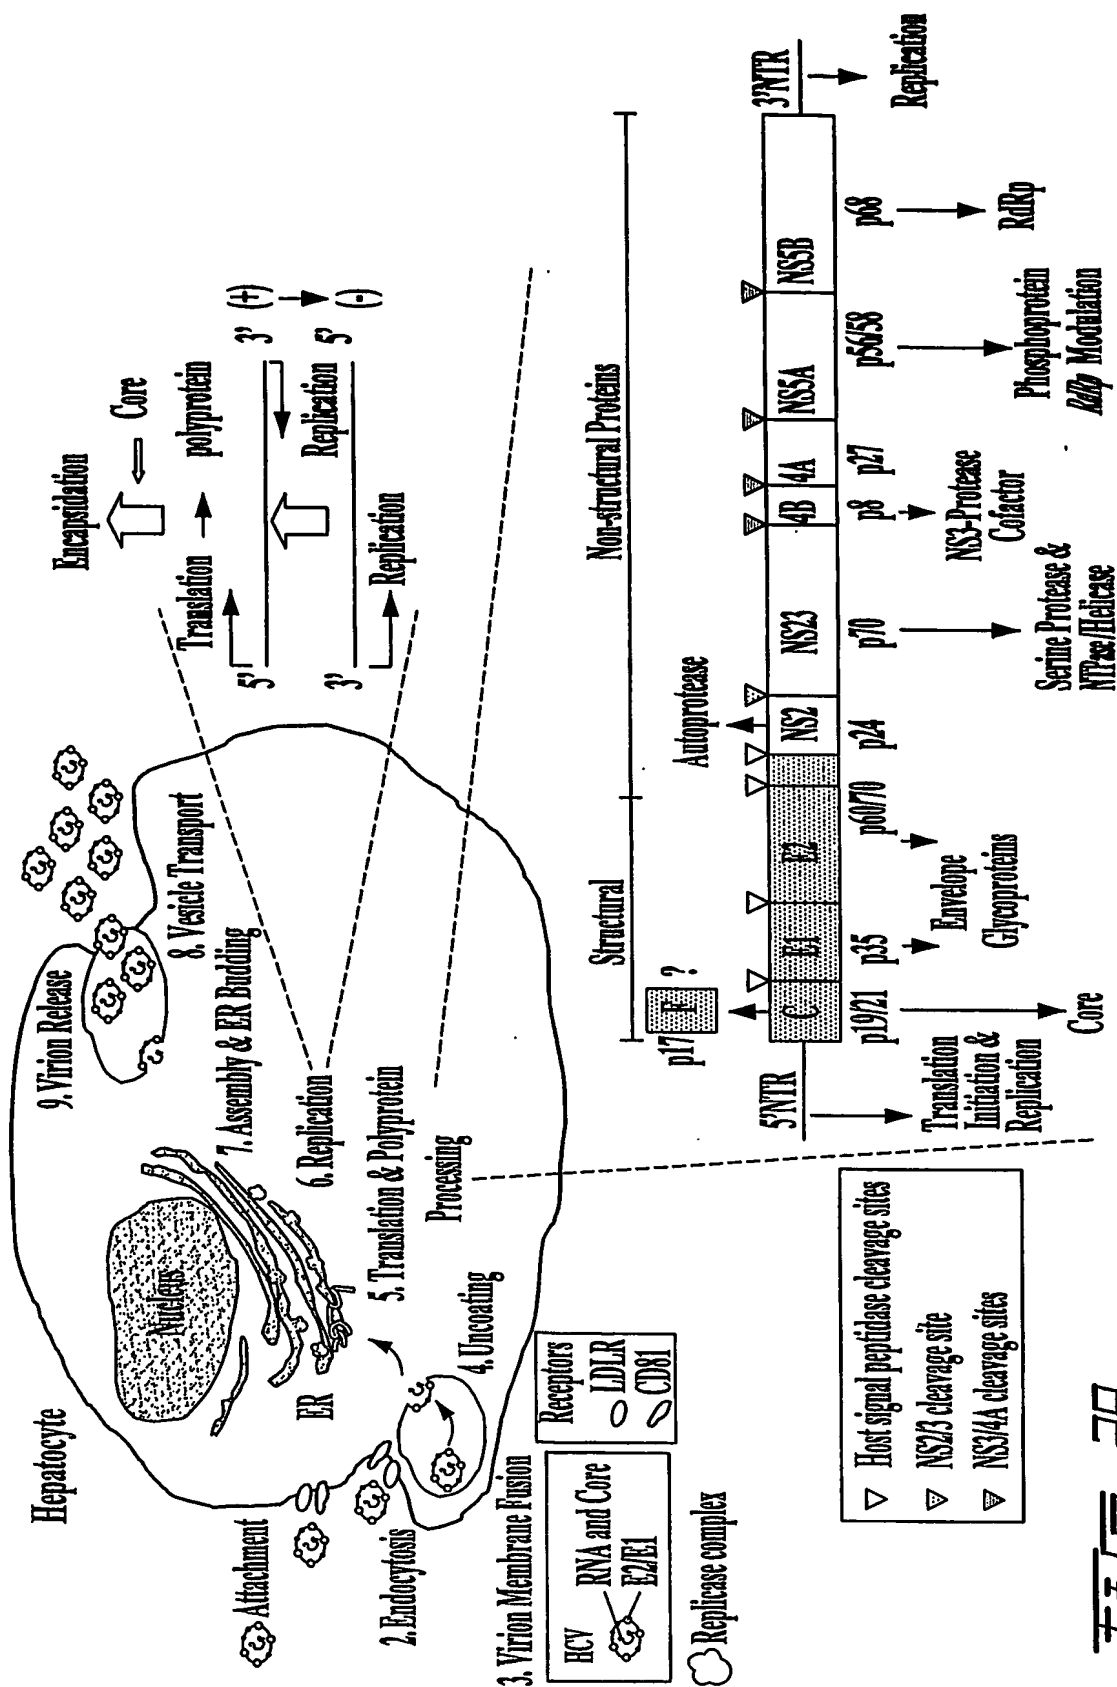 Hepatocyte
Attachment
2. Endocytosis
3. Virion Membrane Fusion
4. Uncoating
5. Translation & Polyprotein
Processing
6. Replication
7. Assembly & ER Budding
8. Vesicle Transport
9. Virion Release
Nucleus
ER
HCV
RNA and Core
E2/E1
Receptors
LDLR
CD81
Replicase complex
Encapsidation
Core
Translation
polyprotein
5'
3'
(+)
Replication
3'
5'
(-)
Replication
Structural
Non-structural Proteins
p17
F
?
Autoprotease
5'NTR
C
E1
E2
NS2
NS23
4B
4A
NS5A
NS5B
3'NTR
p19/21
p35
p60/70
p24
p70
p8
p27
p56/58
p68
Translation
Initiation &
Replication
Core
Envelope
Glycoproteins
Serine Protease &
NTPase/Helicase
NS3-Protease
Cofactor
Phosphoprotein
RdRp Modulation
RdRp
Replication
Host signal peptidase cleavage sites
NS2/3 cleavage site
NS3/4A cleavage sites